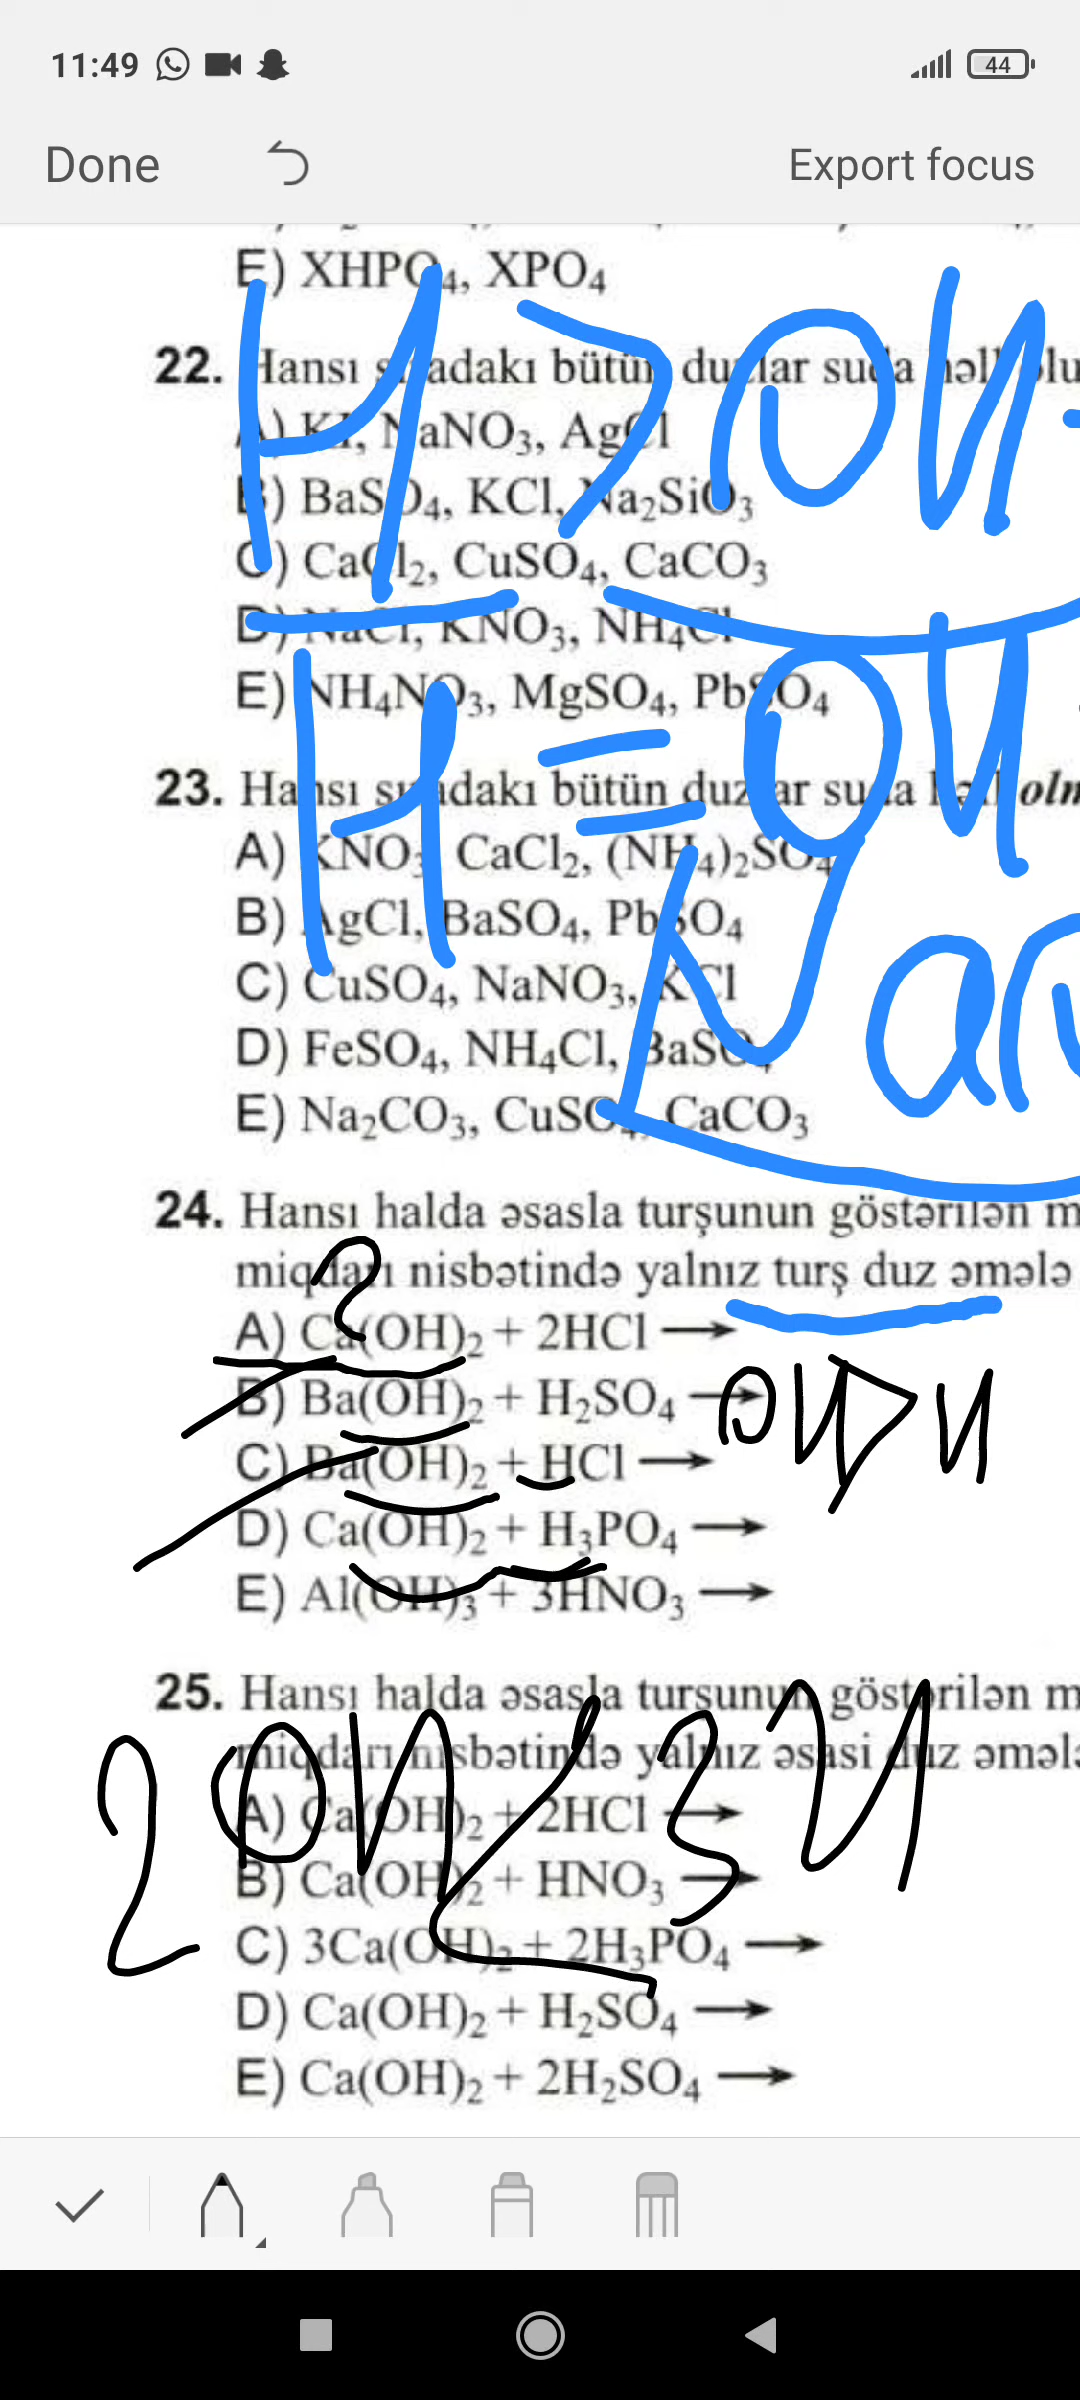 11:49 44
Done Export focus
E) XHPO₄, XPO₄
22. Hansı sıradakı bütün duzlar suda həll olu
A) KI, NaNO₃, AgCl
B) BaSO₄, KCl, Na₂SiO₃
C) CaCl₂, CuSO₄, CaCO₃
D) NaCl, KNO₃, NH₄Cl
E) NH₄NO₃, MgSO₄, PbSO₄
H > OH
H = OH
23. Hansı sıradakı bütün duzlar suda həll olm
A) KNO₃, CaCl₂, (NH₄)₂SO₄
B) AgCl, BaSO₄, PbSO₄
C) CuSO₄, NaNO₃, KCl
D) FeSO₄, NH₄Cl, BaSO₄
E) Na₂CO₃, CuSO₄, CaCO₃
24. Hansı halda əsasla turşunun göstərilən m
miqdarı nisbətində yalnız turş duz əmələ
A) Ca(OH)₂ + 2HCl →
B) Ba(OH)₂ + H₂SO₄ →
C) Ba(OH)₂ + HCl →
D) Ca(OH)₂ + H₃PO₄ →
E) Al(OH)₃ + 3HNO₃ →
OH > H
25. Hansı halda əsasla turşunun göstərilən m
miqdarı nisbətində yalnız əsasi duz əmələ
2OH < 3H
A) Ca(OH)₂ + 2HCl →
B) Ca(OH)₂ + HNO₃ →
C) 3Ca(OH)₂ + 2H₃PO₄ →
D) Ca(OH)₂ + H₂SO₄ →
E) Ca(OH)₂ + 2H₂SO₄ →